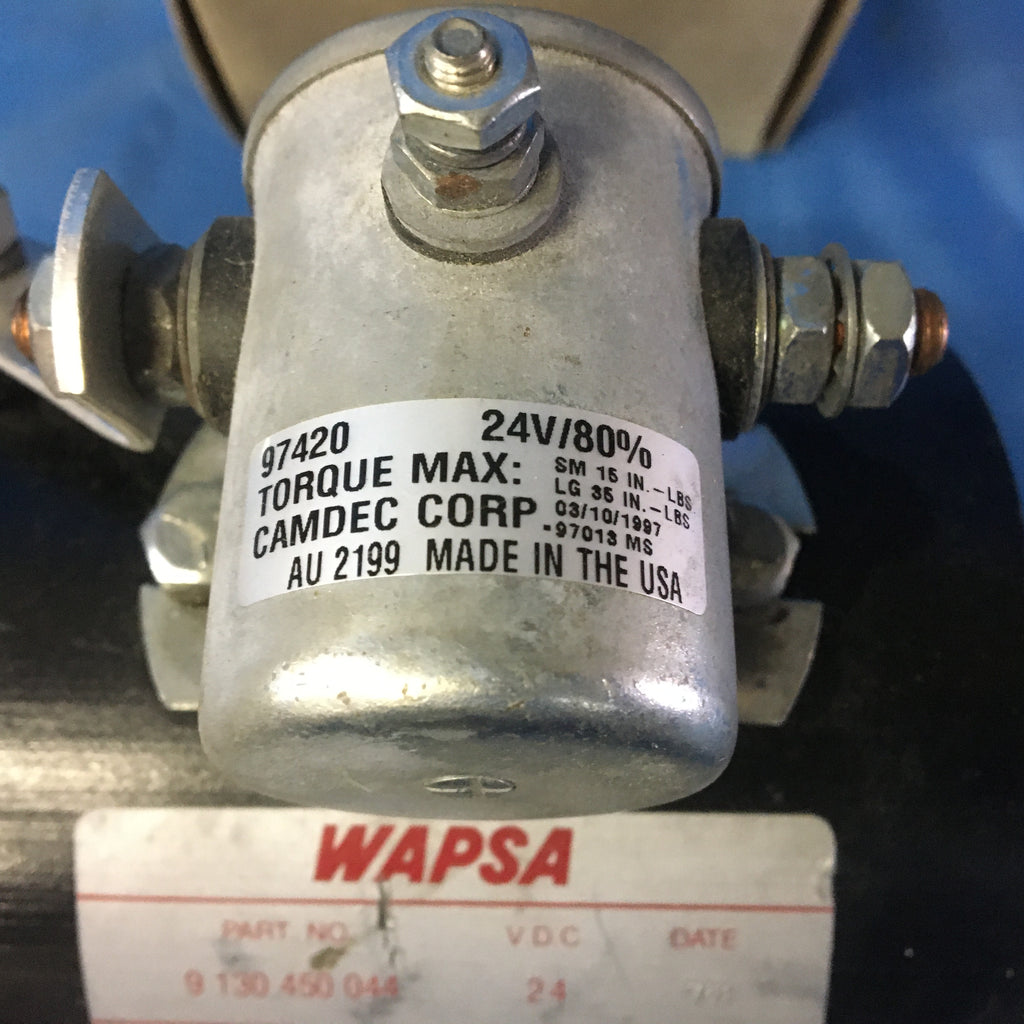 97420 24V/80%
TORQUE MAX: SM 15 IN.-LBS
LG 35 IN.-LBS
CAMDEC CORP. 03/10/1997
-97013 MS
AU 2199 MADE IN THE USA
WAPSA
PART NO. VDC DATE
9 130 450 044 24